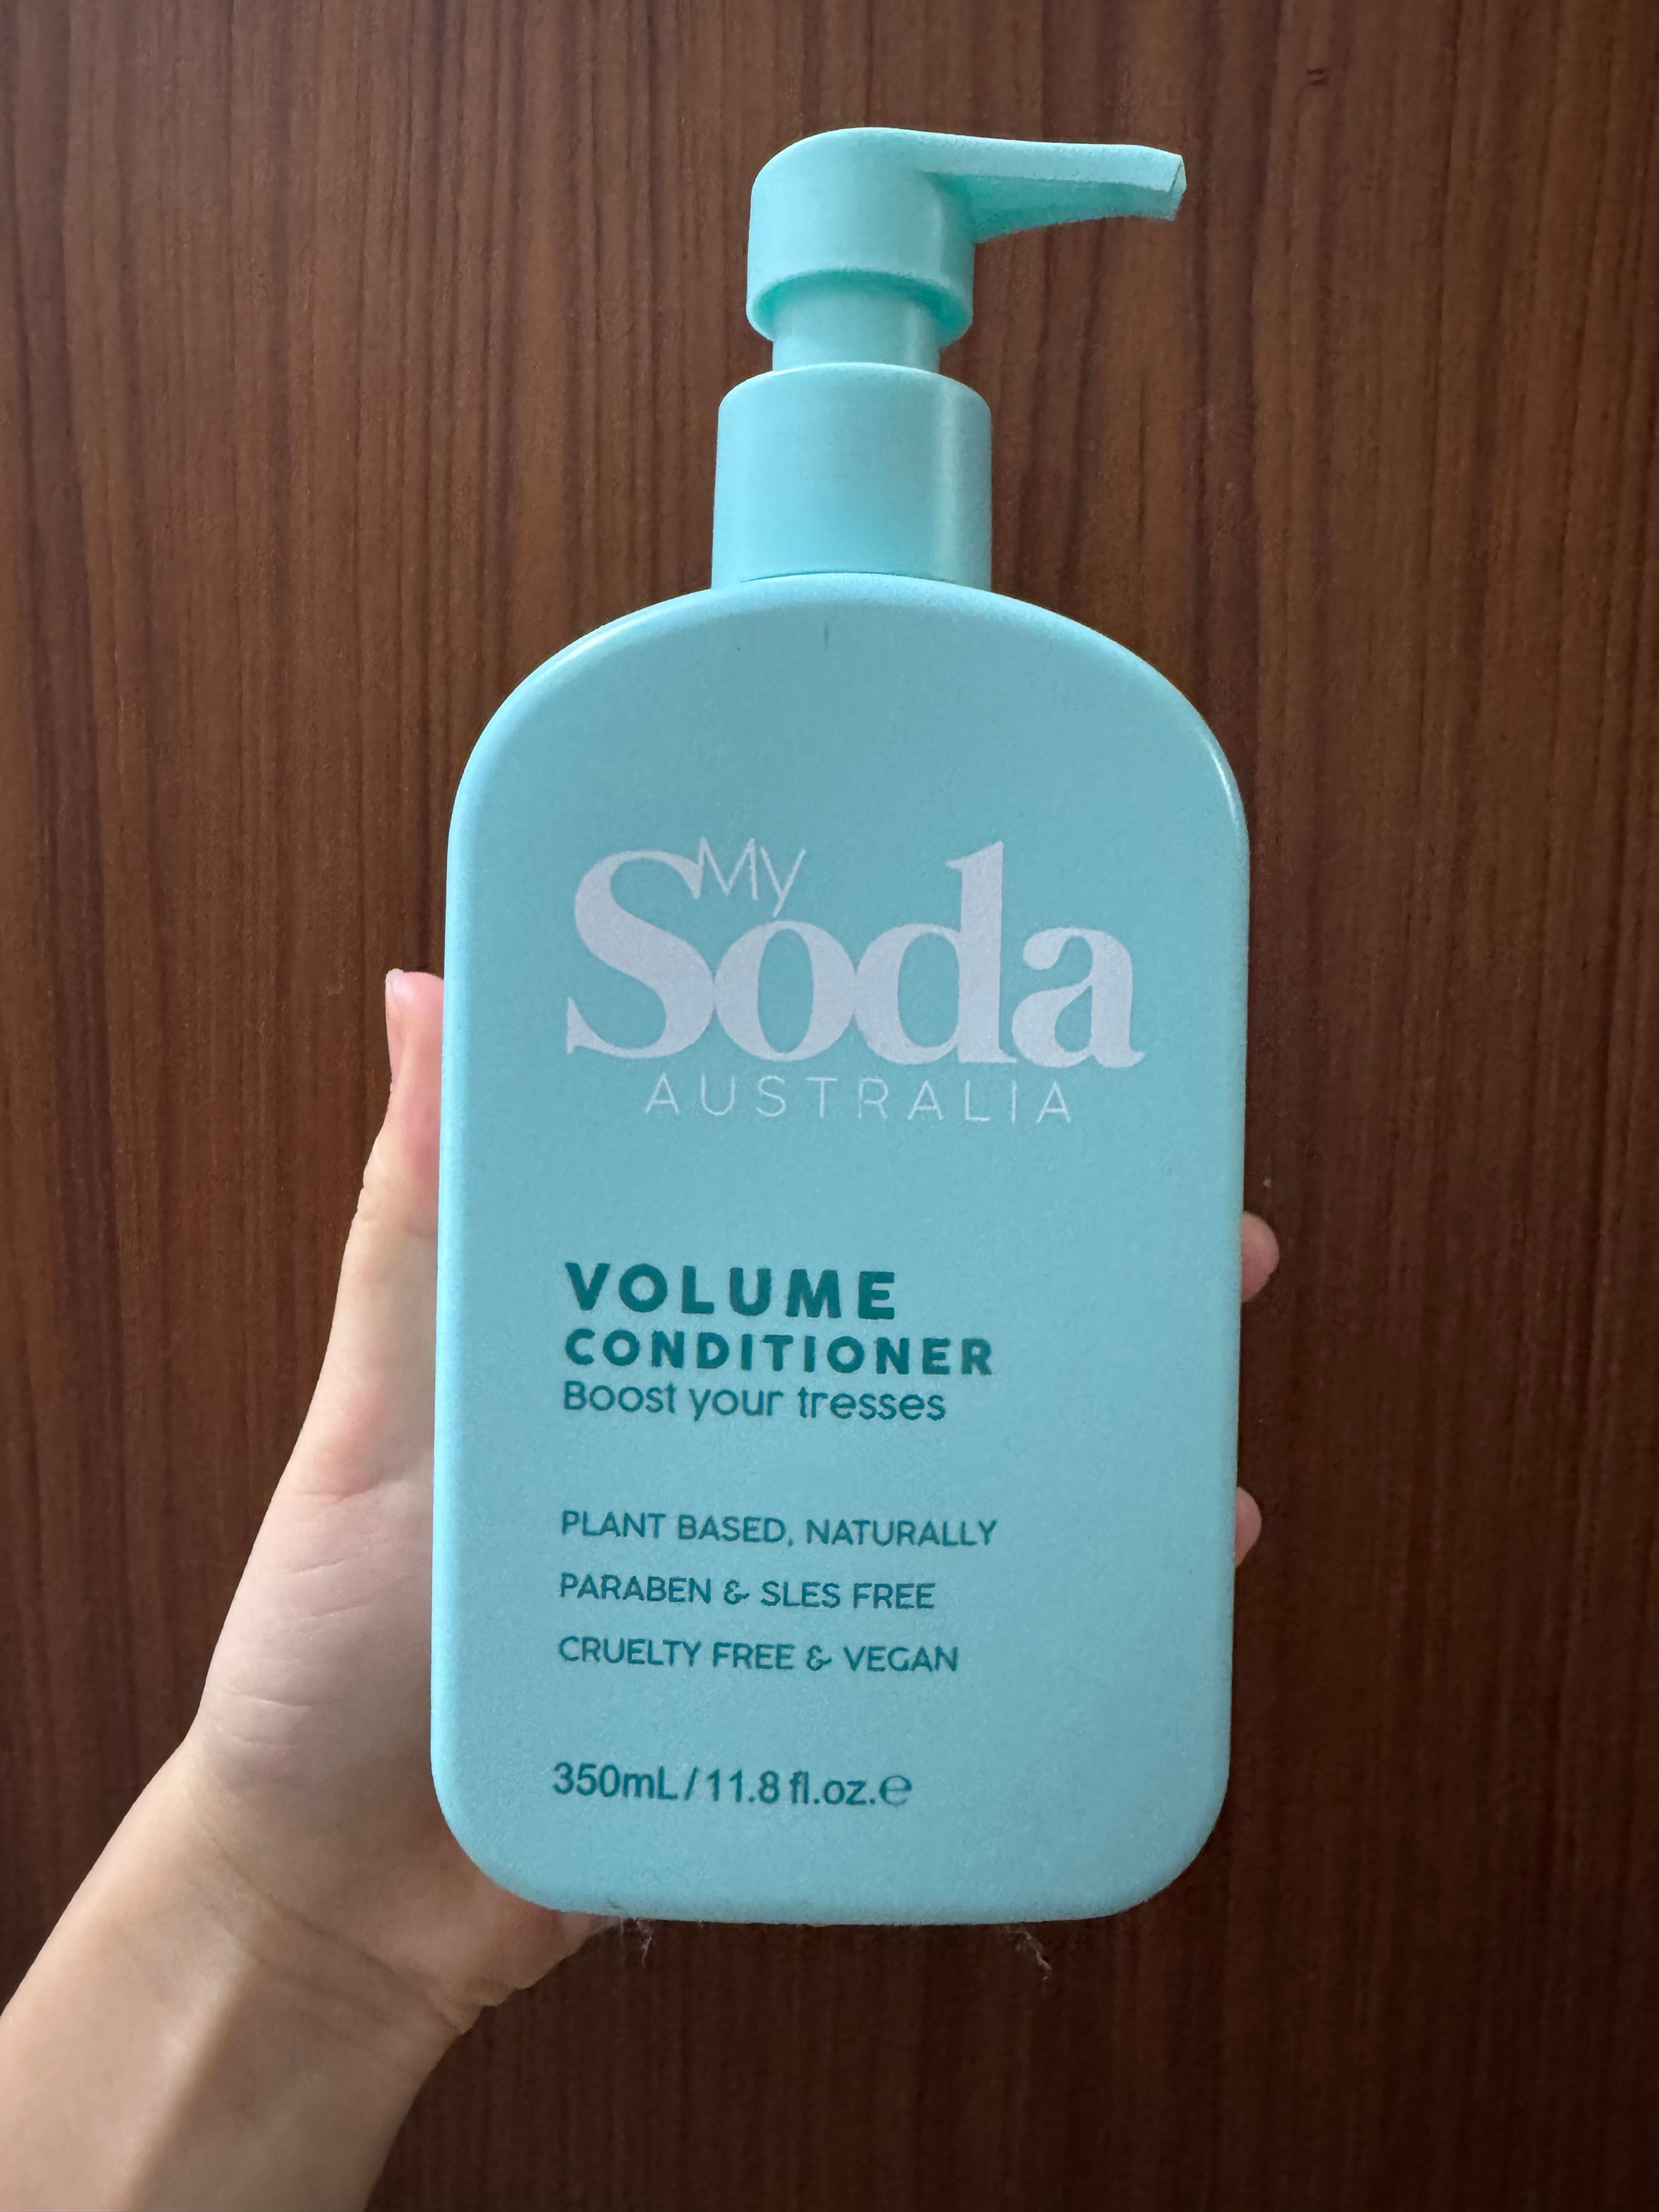 My
Soda
AUSTRALIA
VOLUME
CONDITIONER
Boost your tresses
PLANT BASED, NATURALLY
PARABEN & SLES FREE
CRUELTY FREE & VEGAN
350mL/11.8 fl.oz.℮